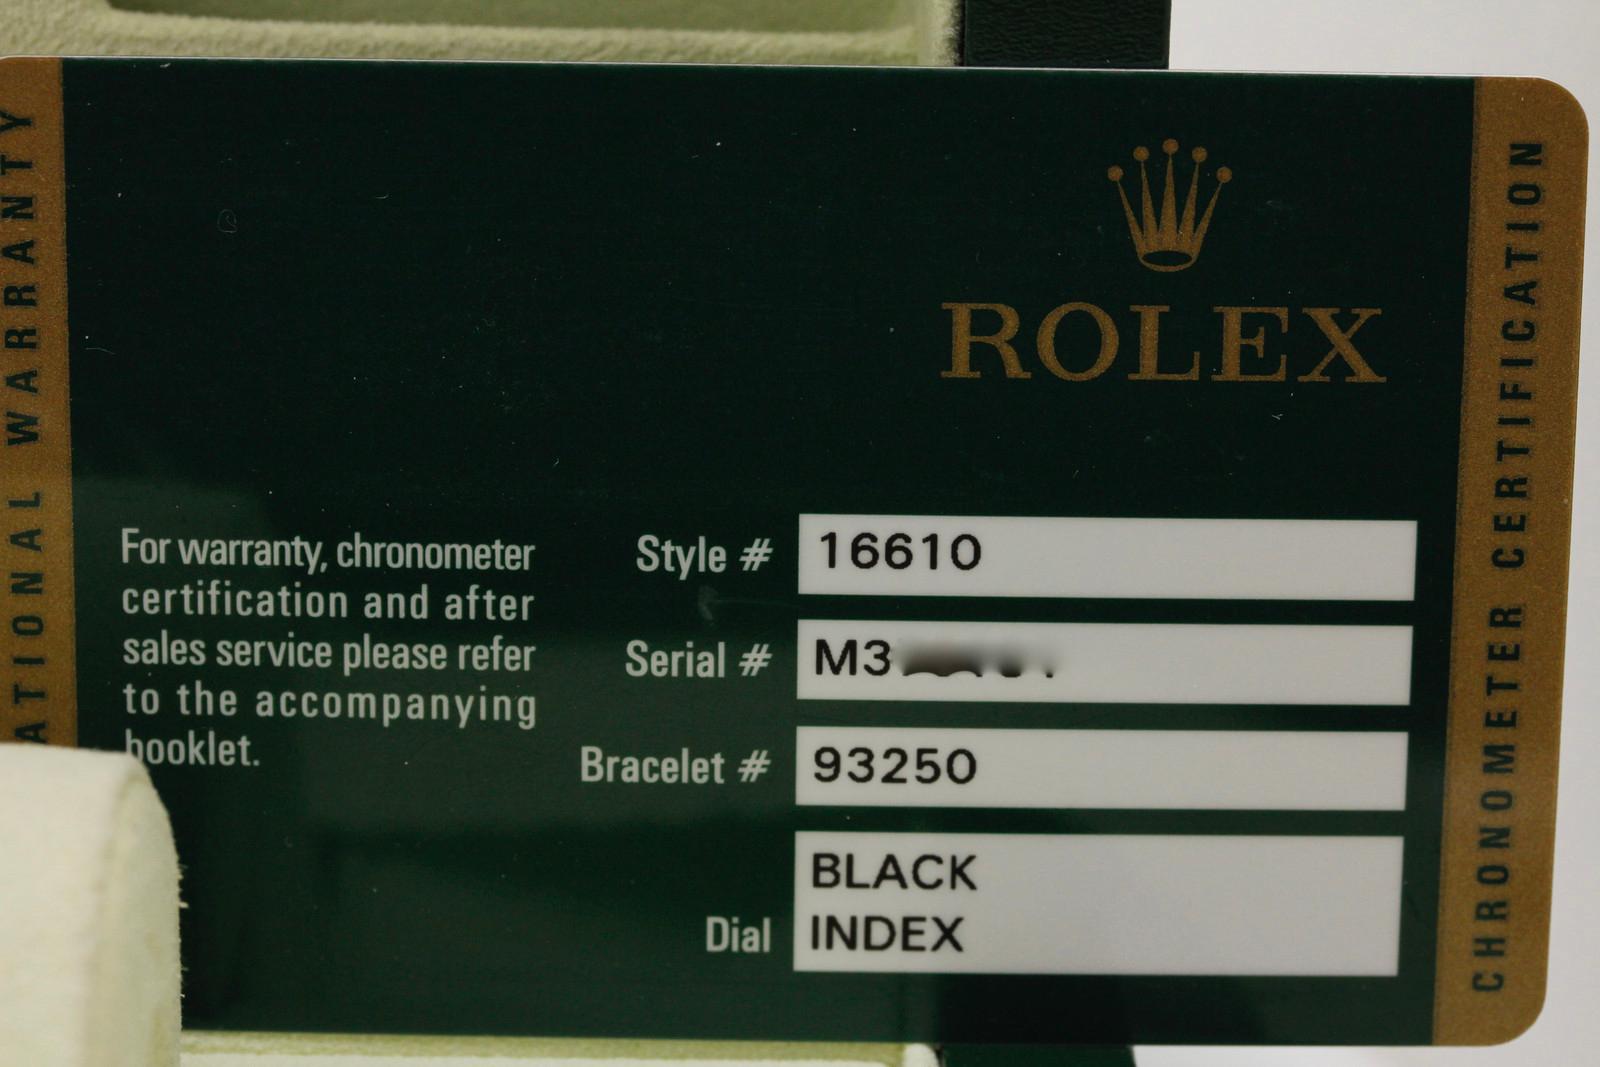 ATIONAL WARRANTY
ROLEX
CHRONOMETER CERTIFICATION
For warranty, chronometer
certification and after
sales service please refer
to the accompanying
booklet.
Style # 16610
Serial # M3
Bracelet # 93250
Dial BLACK
INDEX